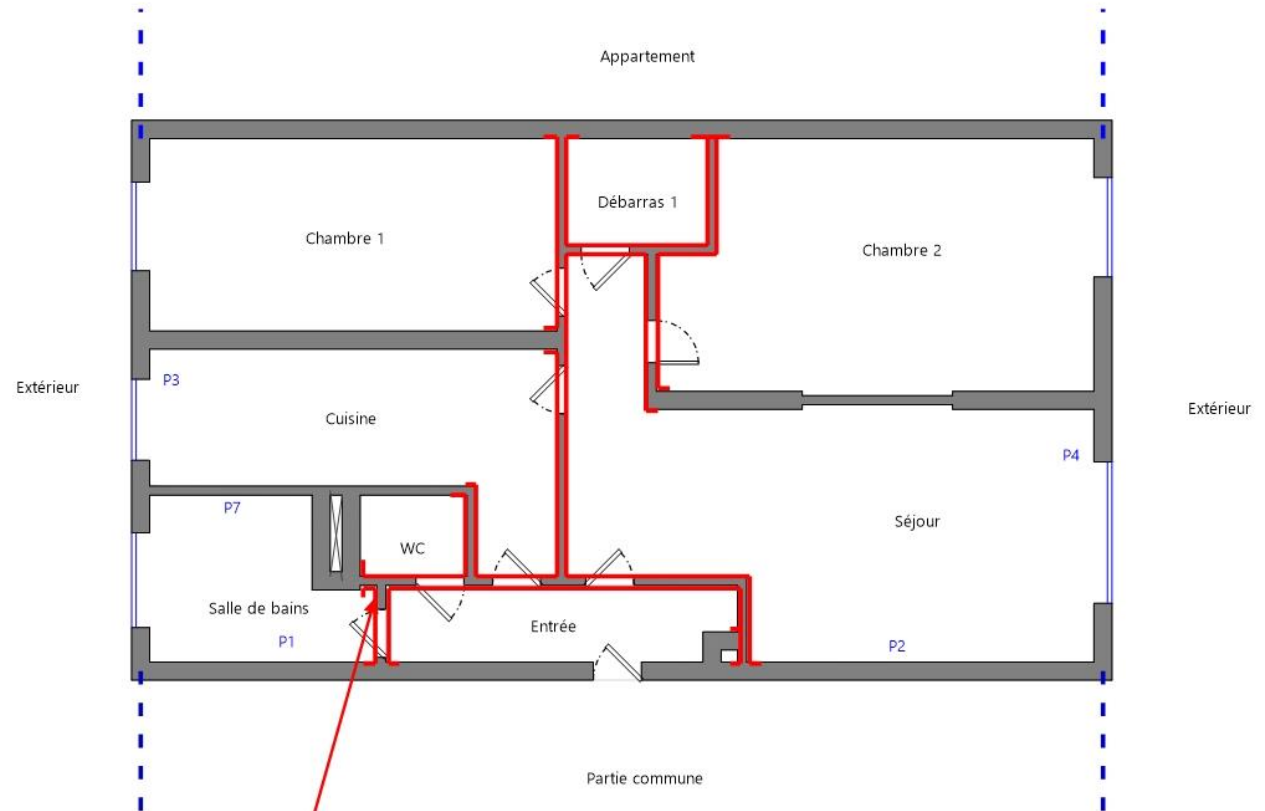 Appartement
Débarras 1
Chambre 1
Chambre 2
P3
Extérieur
Extérieur
Cuisine
P4
P7
Séjour
WC
Salle de bains
Entrée
P1
P2
Partie commune